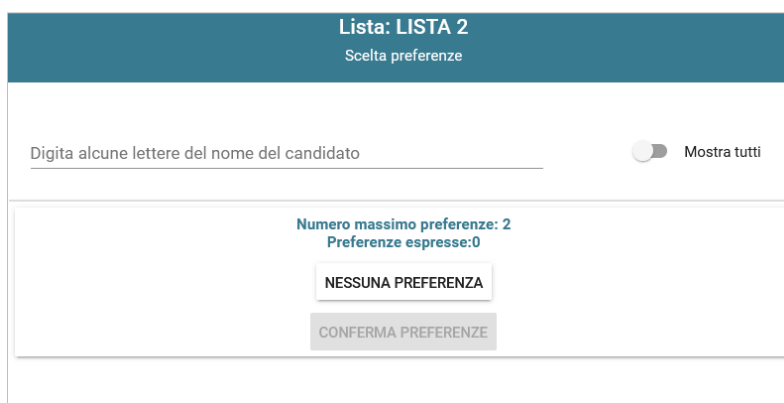 Lista: LISTA 2
Scelta preferenze
Digita alcune lettere del nome del candidato
Mostra tutti
Numero massimo preferenze: 2
Preferenze espresse:0
NESSUNA PREFERENZA
CONFERMA PREFERENZE